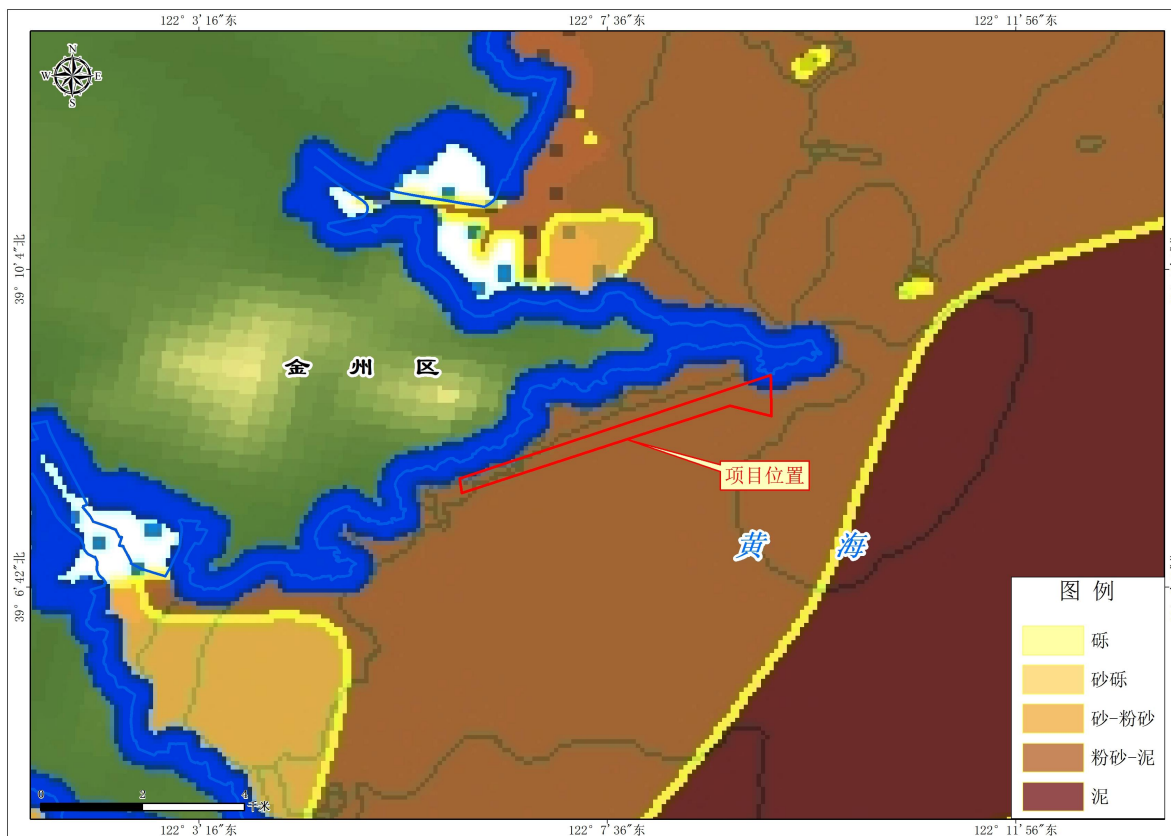 122° 3'16"东
122° 7'36"东
122° 11'56"东
N
W E
S
39° 10'4"北
金 州 区
项目位置
黄 海
39° 6'42"北
图 例
砾
砂砾
砂-粉砂
粉砂-泥
泥
0 2 4
千米
122° 3'16"东
122° 7'36"东
122° 11'56"东